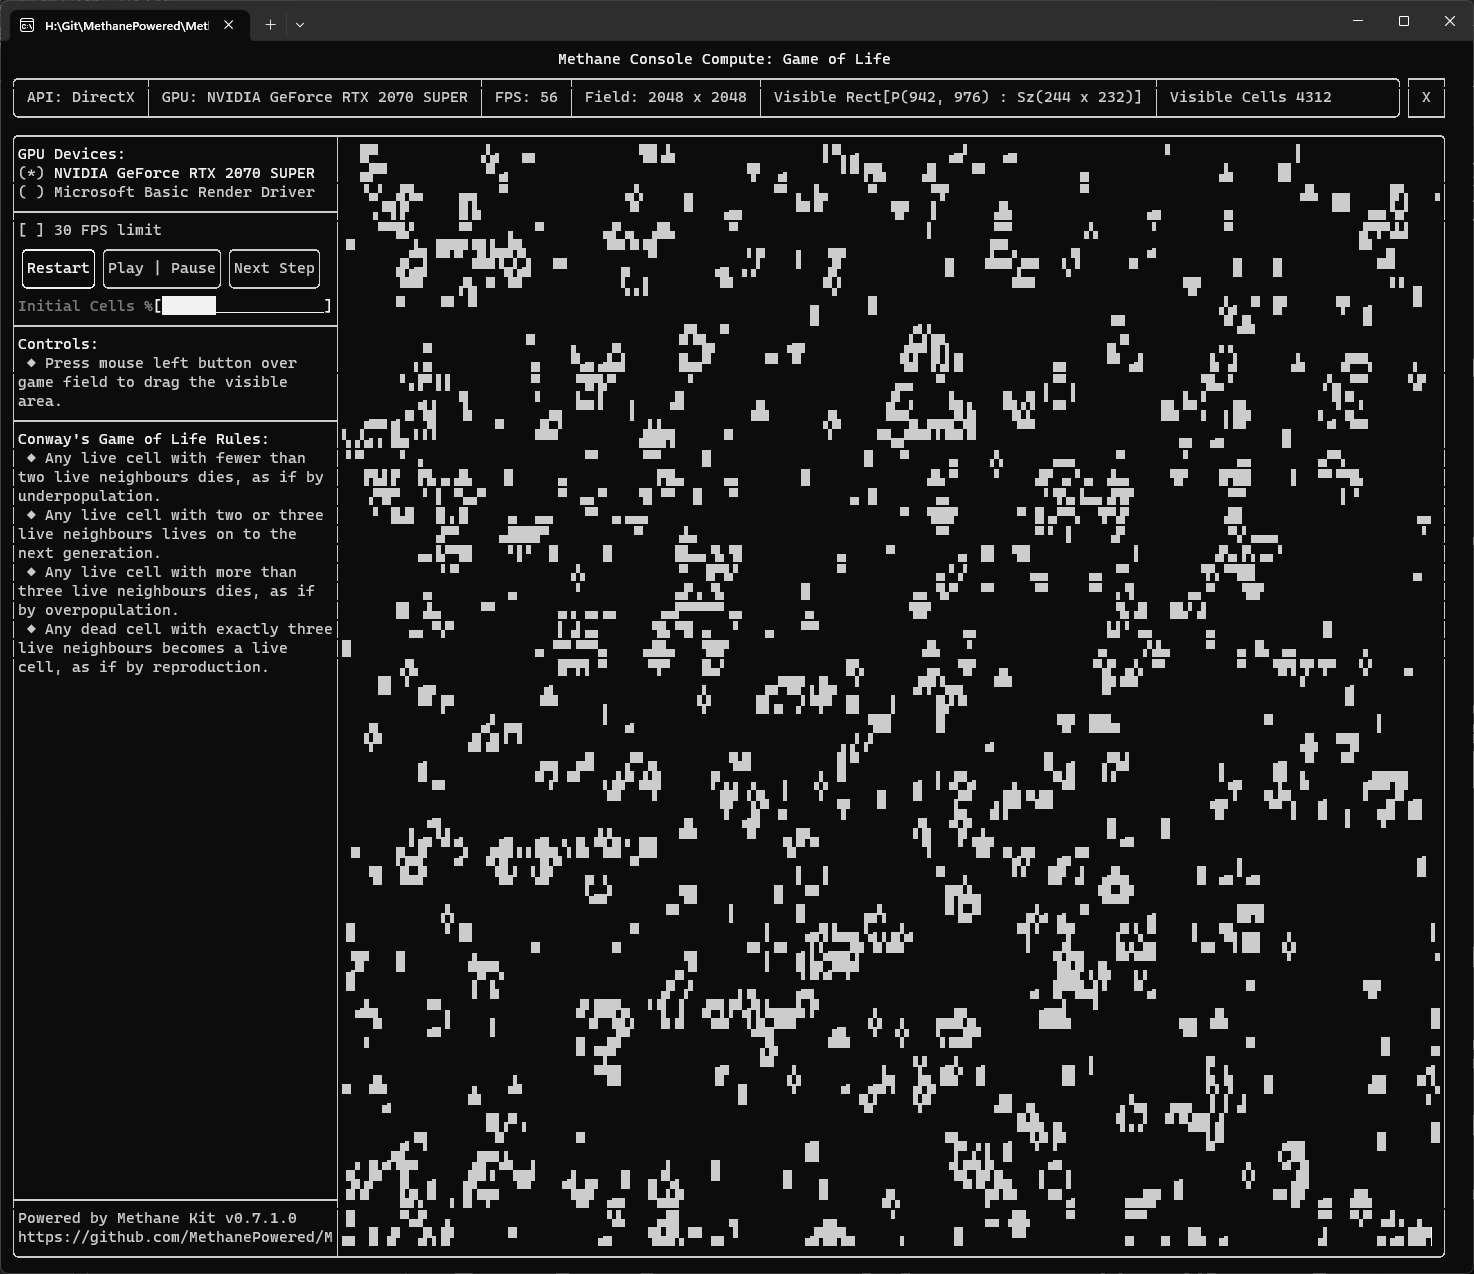 H:\Git\MethanePowered\Met
Methane Console Compute: Game of Life
API: DirectX
GPU: NVIDIA GeForce RTX 2070 SUPER
FPS: 56
Field: 2048 x 2048
Visible Rect[P(942, 976) : Sz(244 x 232)]
Visible Cells 4312
X
GPU Devices:
(*) NVIDIA GeForce RTX 2070 SUPER
( ) Microsoft Basic Render Driver
[ ] 30 FPS limit
Restart
Play | Pause
Next Step
Initial Cells %[ ]
Controls:
◆ Press mouse left button over
game field to drag the visible
area.
Conway's Game of Life Rules:
◆ Any live cell with fewer than
two live neighbours dies, as if by
underpopulation.
◆ Any live cell with two or three
live neighbours lives on to the
next generation.
◆ Any live cell with more than
three live neighbours dies, as if
by overpopulation.
◆ Any dead cell with exactly three
live neighbours becomes a live
cell, as if by reproduction.
Powered by Methane Kit v0.7.1.0
https://github.com/MethanePowered/M